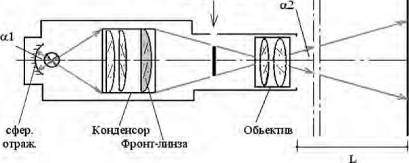 α1
α2
сфер.
отраж.
Конденсор
Фронт-линза
Объектив
L